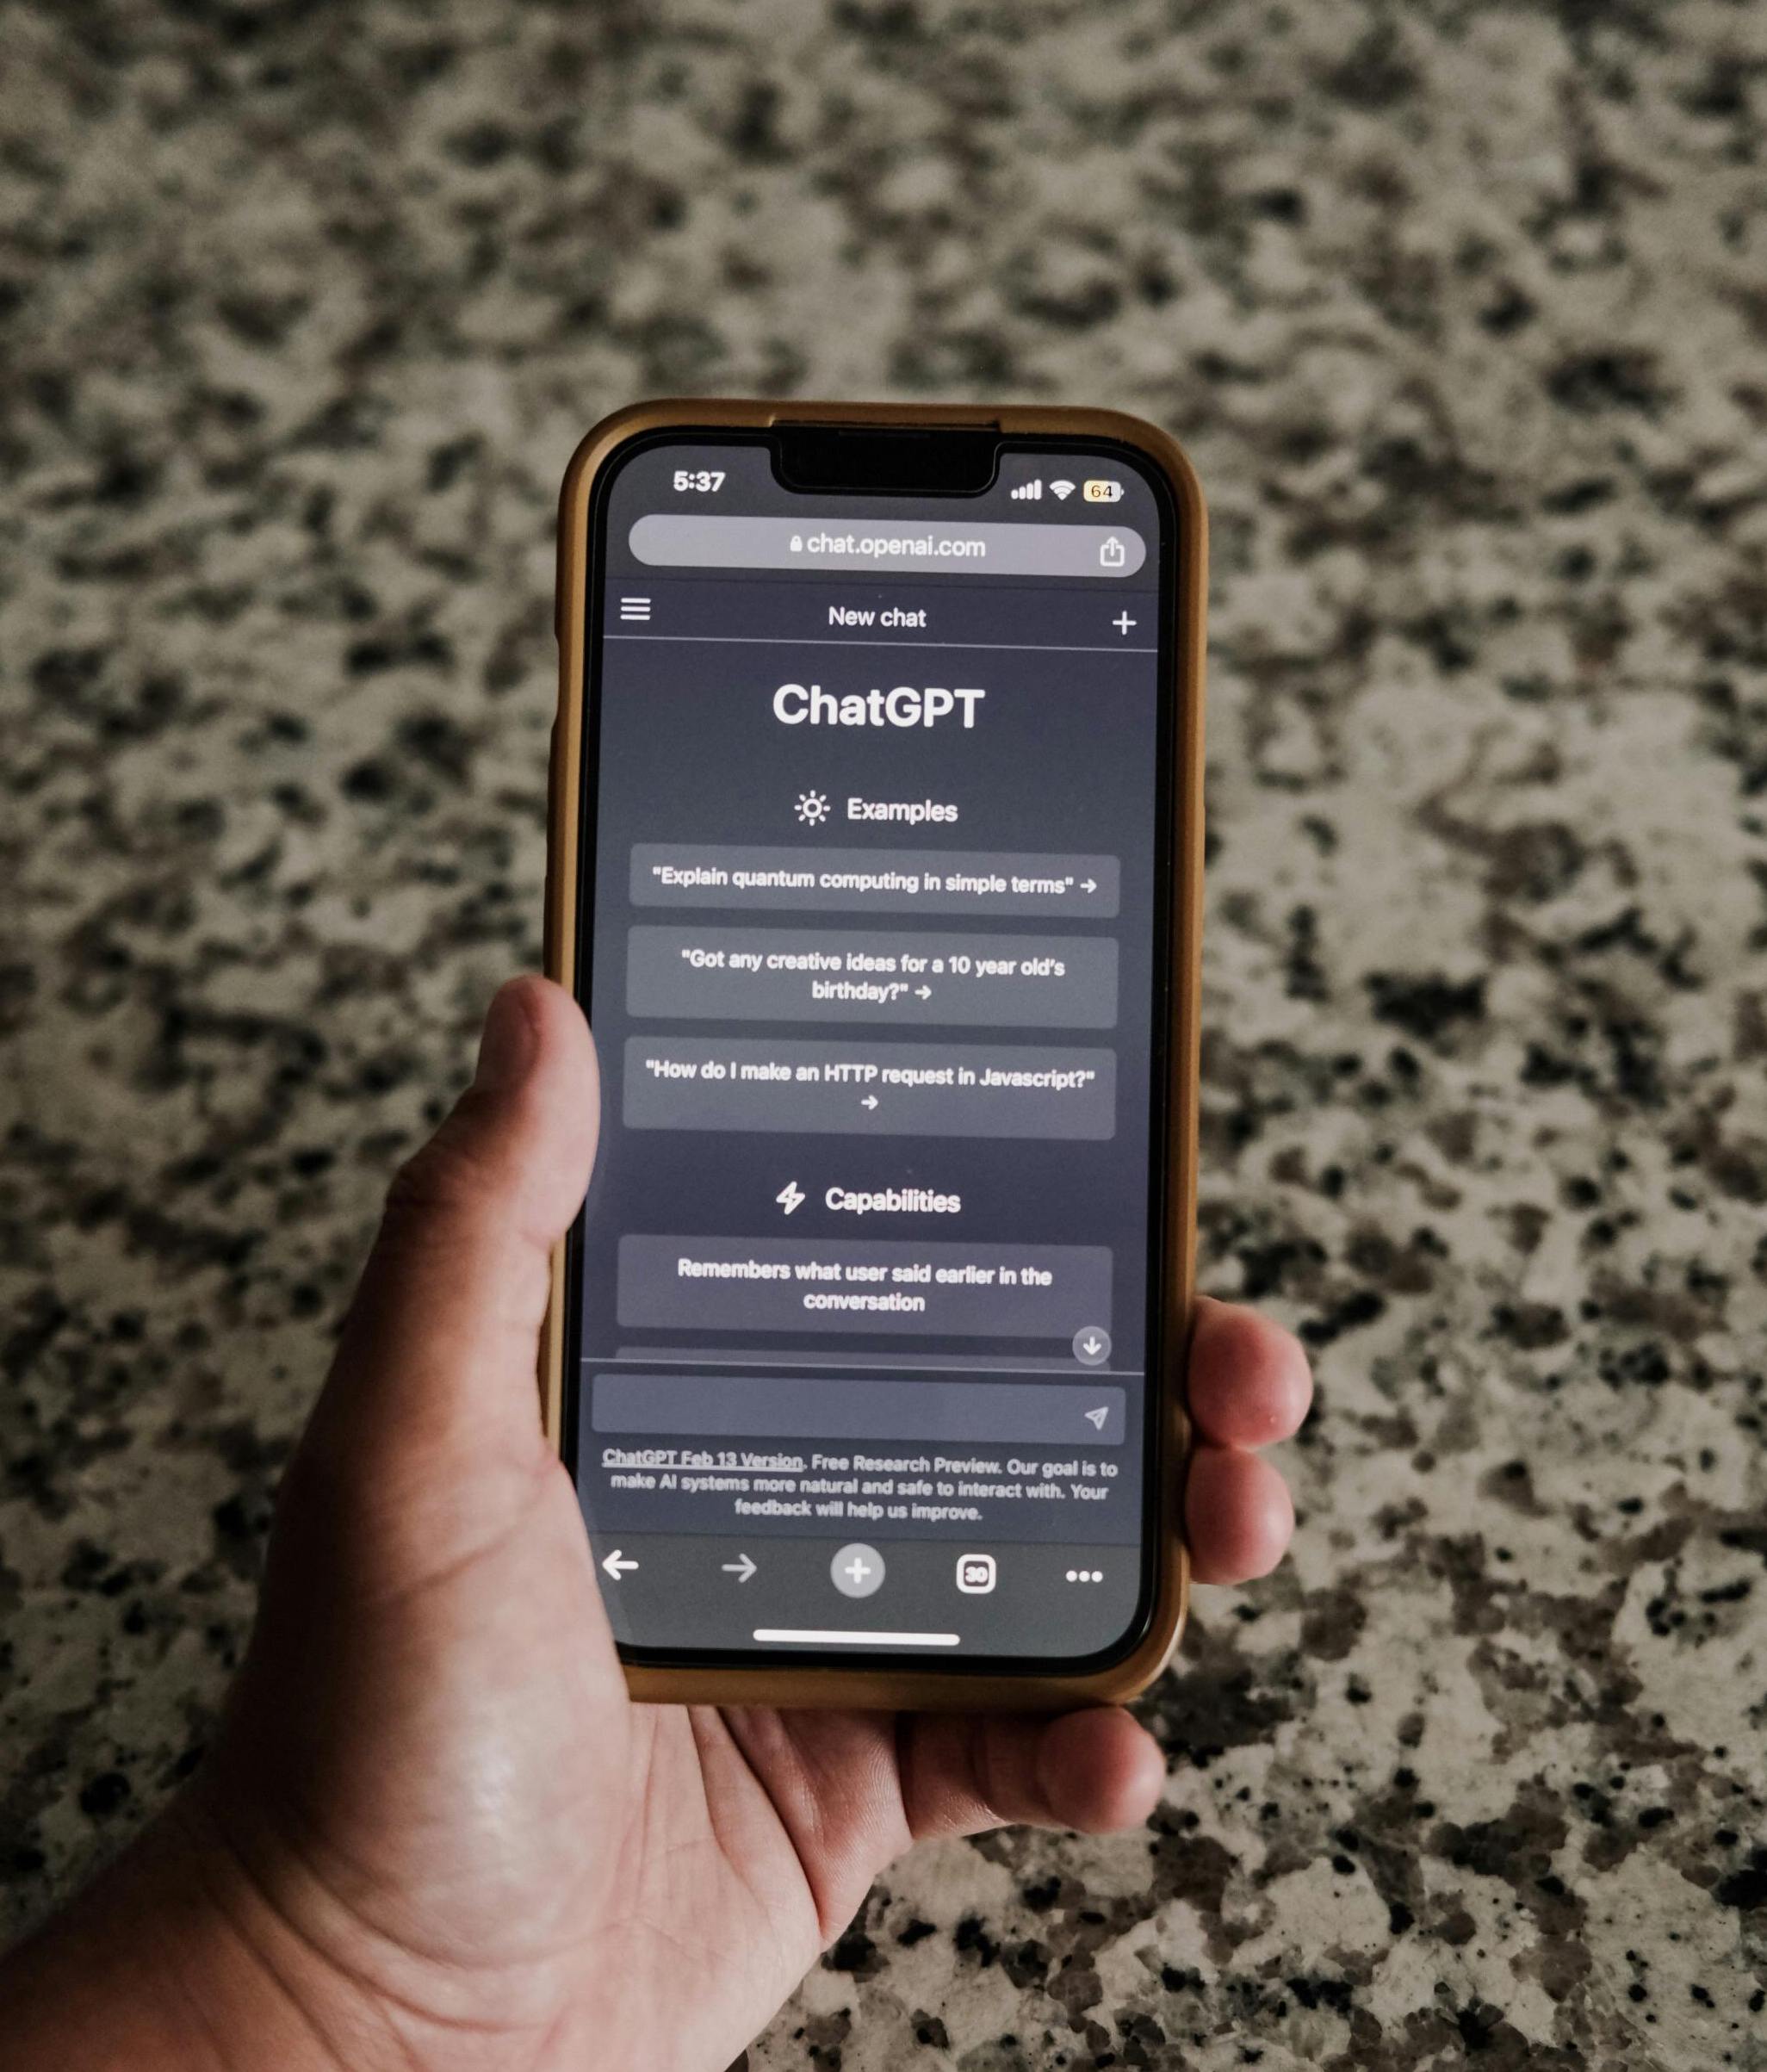 5:37
64
chat.openai.com
New chat
ChatGPT
Examples
"Explain quantum computing in simple terms" →
"Got any creative ideas for a 10 year old's
birthday?" →
"How do I make an HTTP request in Javascript?"
→
Capabilities
Remembers what user said earlier in the
conversation
ChatGPT Feb 13 Version. Free Research Preview. Our goal is to
make AI systems more natural and safe to interact with. Your
feedback will help us improve.
30